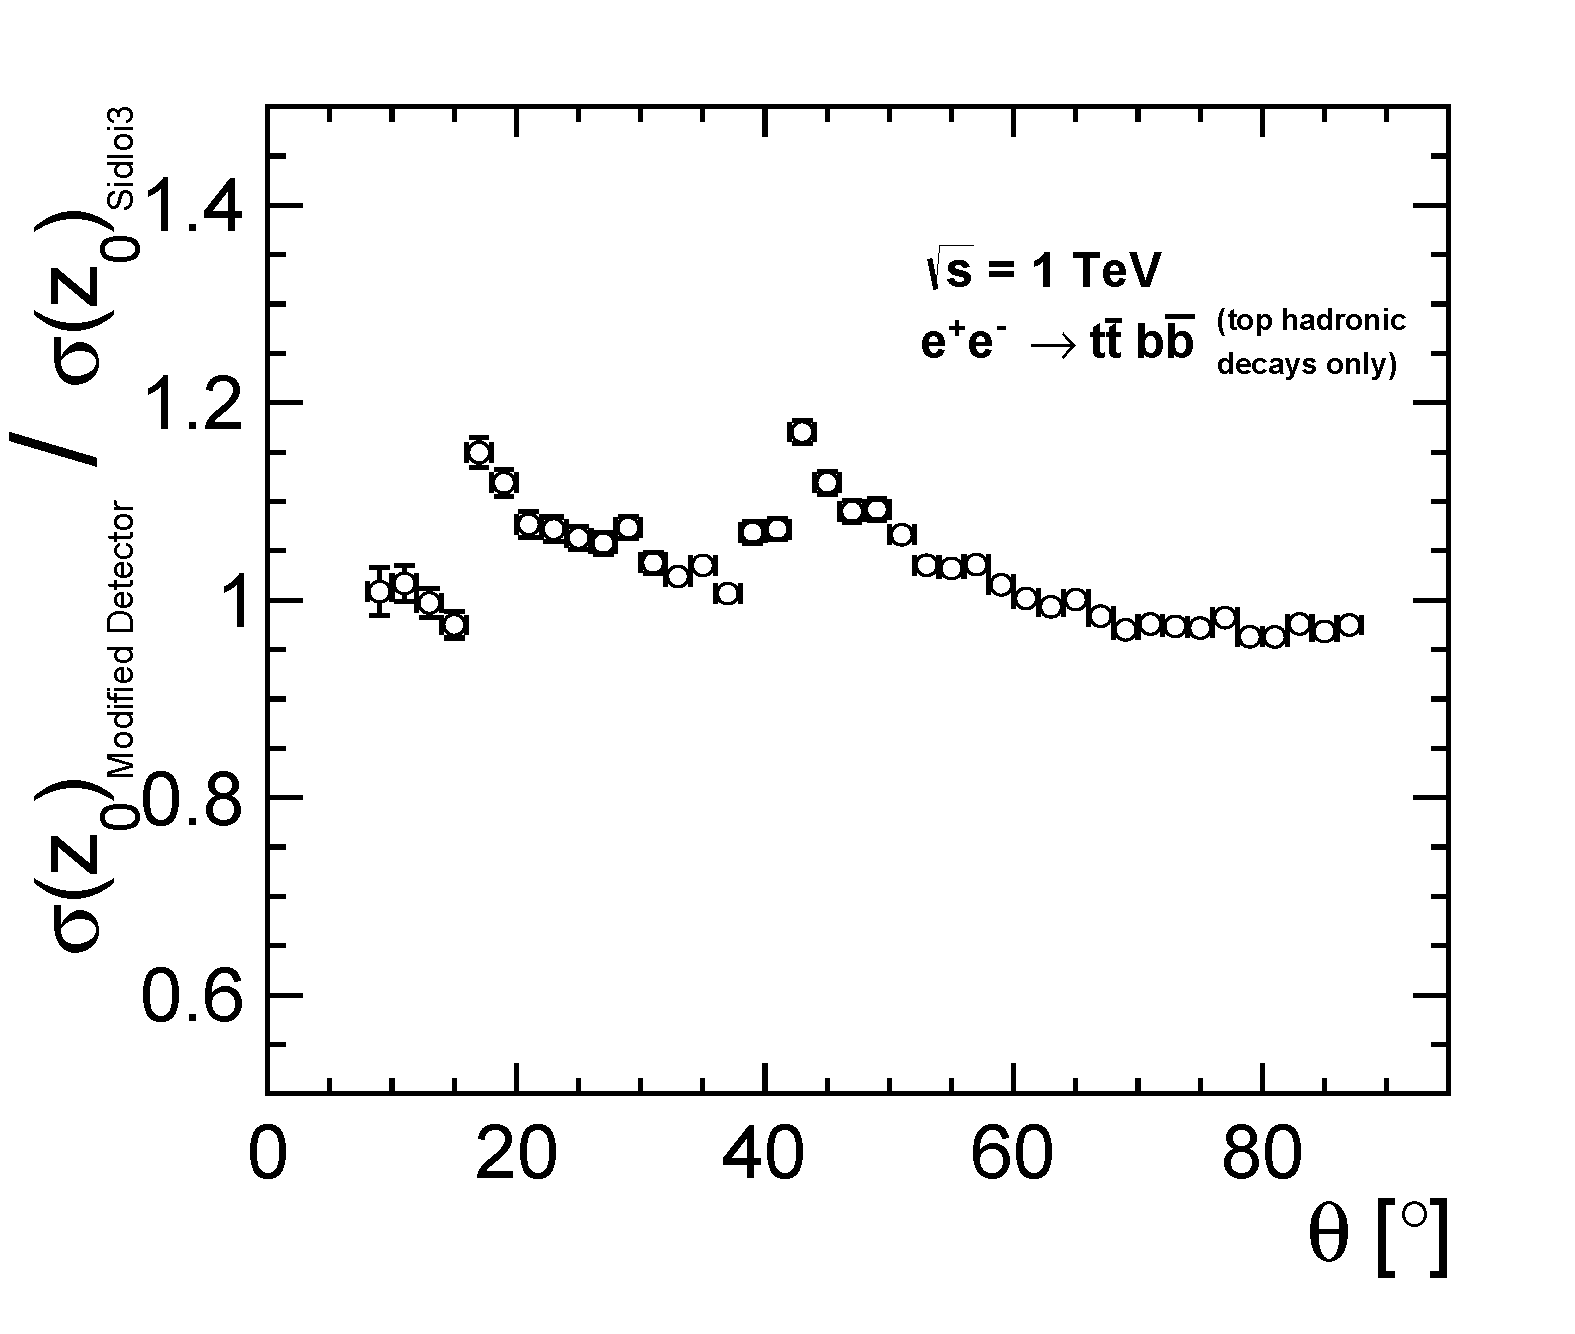 σ(z0)Modified Detector / σ(z0)Sidloi3
1.4
1.2
1
0.8
0.6
√s = 1 TeV
e⁺e⁻ → tt̅ bb̅ (top hadronic
decays only)
0 20 40 60 80
θ [°]